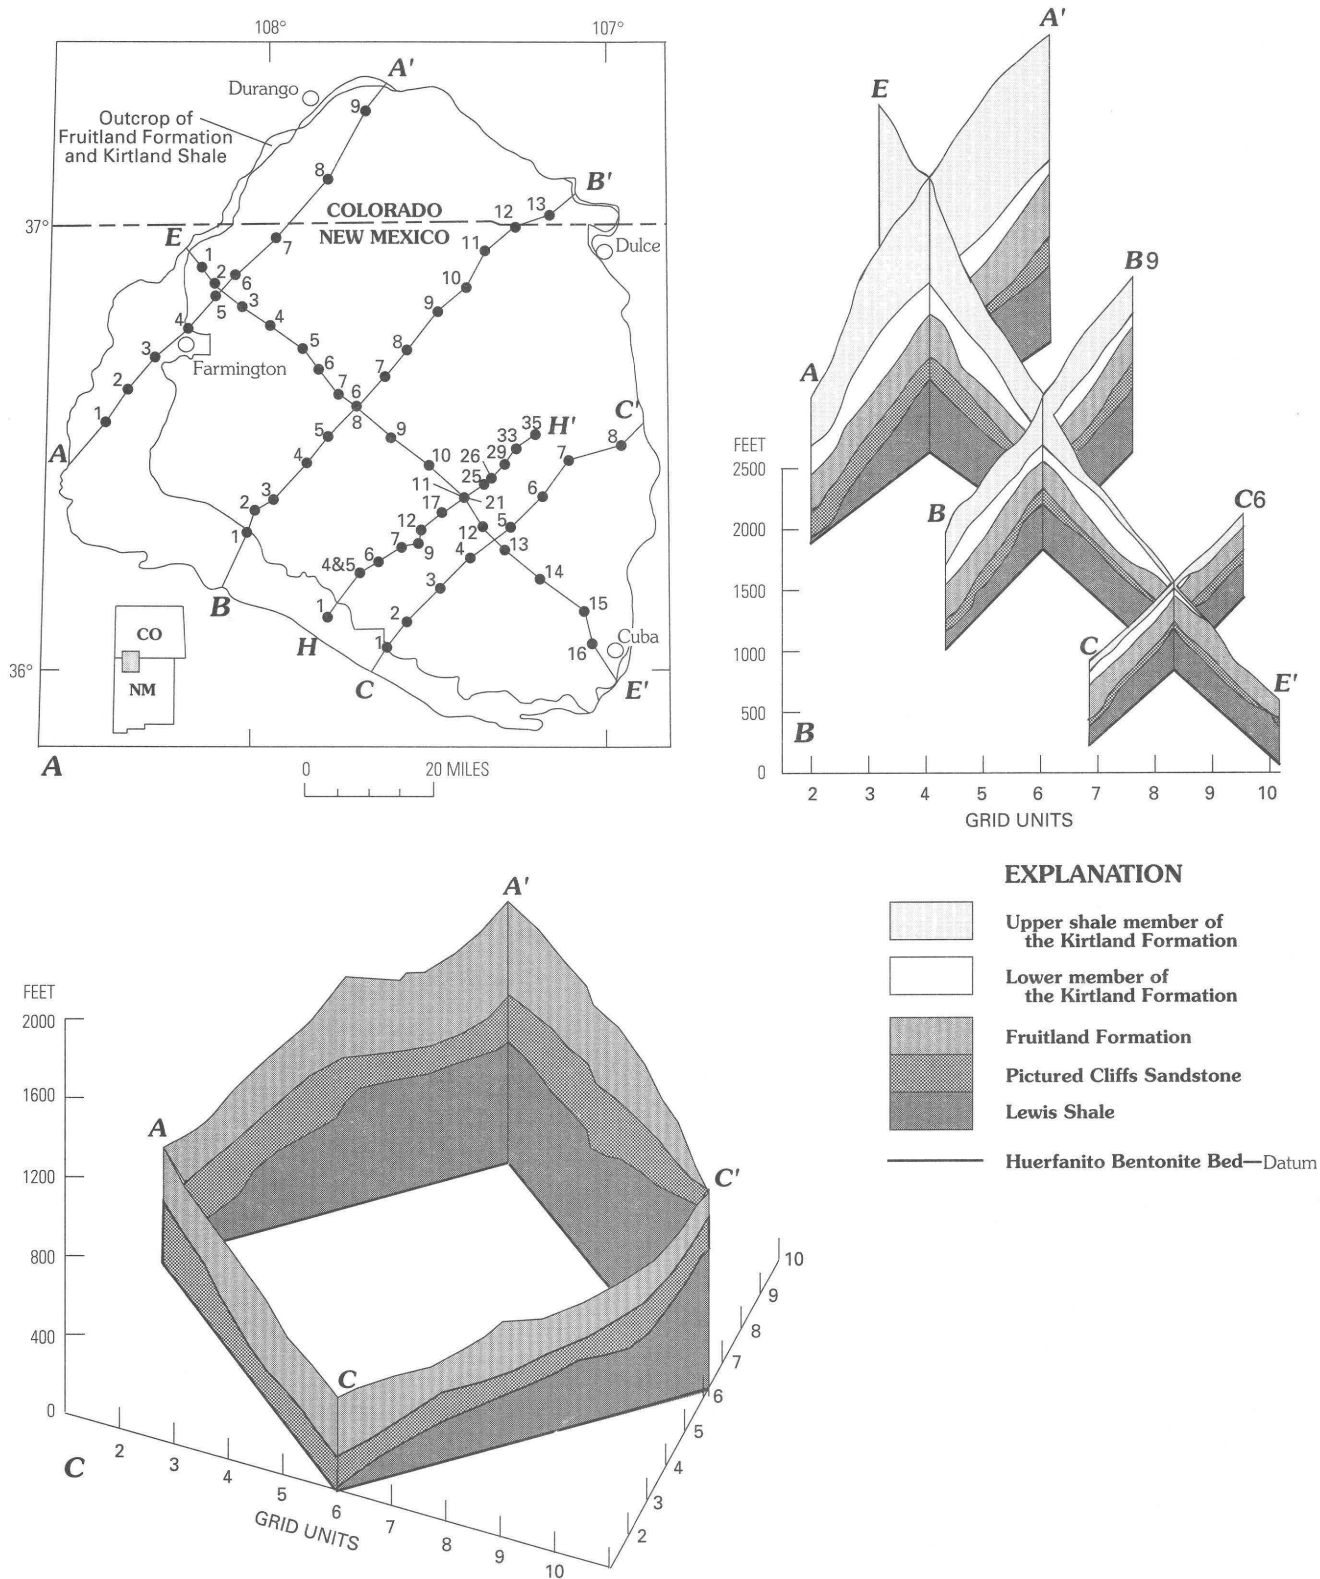 108°
107°
A'
Durango
9
Outcrop of
Fruitland Formation
and Kirtland Shale
8
B'
13
12
COLORADO
37°
NEW MEXICO
E
7
11
Dulce
1
2
6
10
5
3
9
4
4
5
8
3
Farmington
6
7
2
7
6
8
C'
1
5
9
35
H'
33
8
A
4
10
26
29
7
25
3
11
21
6
2
17
1
12
12
5
7
9
13
6
4
4&5
14
3
B
1
2
15
CO
H
1
16
Cuba
36°
NM
C
E'
A
0
20 MILES
A'
E
B9
A
FEET
2500
B
C6
2000
1500
C
1000
E'
500
B
0
2
3
4
5
6
7
8
9
10
GRID UNITS
EXPLANATION
Upper shale member of
the Kirtland Formation
Lower member of
the Kirtland Formation
Fruitland Formation
Pictured Cliffs Sandstone
Lewis Shale
Huerfanito Bentonite Bed—Datum
A'
FEET
2000
1600
A
1200
C'
800
10
9
400
8
C
7
6
0
5
2
C
3
4
4
3
5
6
2
GRID UNITS
7
8
9
10